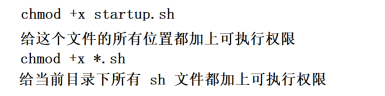 chmod +x startup.sh
给这个文件的所有位置都加上可执行权限
chmod +x *.sh
给当前目录下所有 sh 文件都加上可执行权限